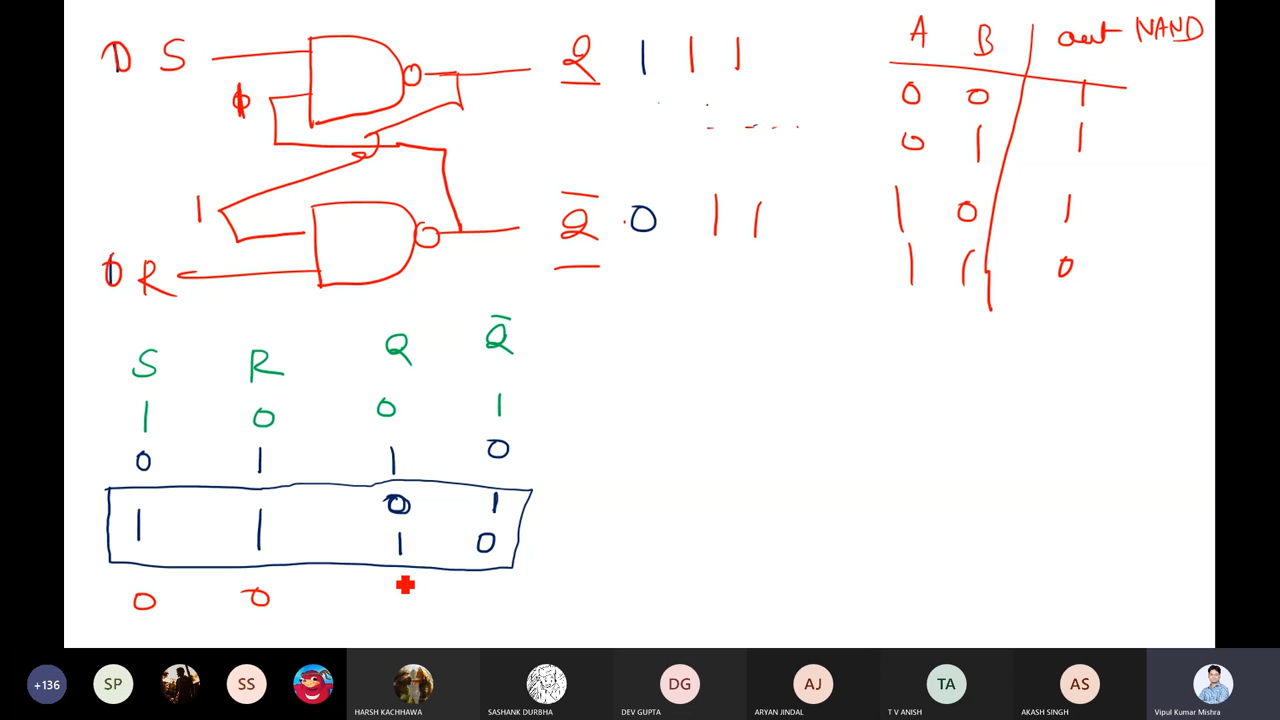 A B out NAND
0 0 1
0 1 1
1 0 1
1 1 0
S Q 1 1 1
1
Q̄ 0 1 1
R
S R Q Q̄
1 0 0 1
0 1 1 0
1 1 0 1
1 0
0 0
+136
SP
SS
DG
AJ
TA
AS
HARSH KACHHAWA
SASHANK DURBHA
DEV GUPTA
ARYAN JINDAL
T V ANISH
AKASH SINGH
Vipul Kumar Mishra